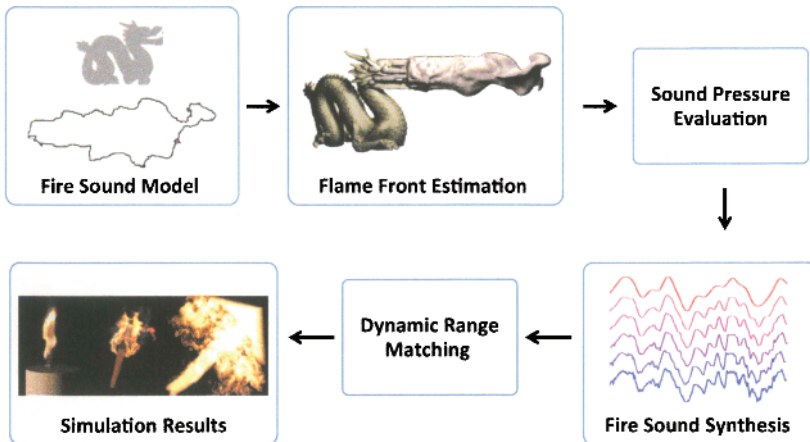 Fire Sound Model
Flame Front Estimation
Sound Pressure
Evaluation
Simulation Results
Dynamic Range
Matching
Fire Sound Synthesis